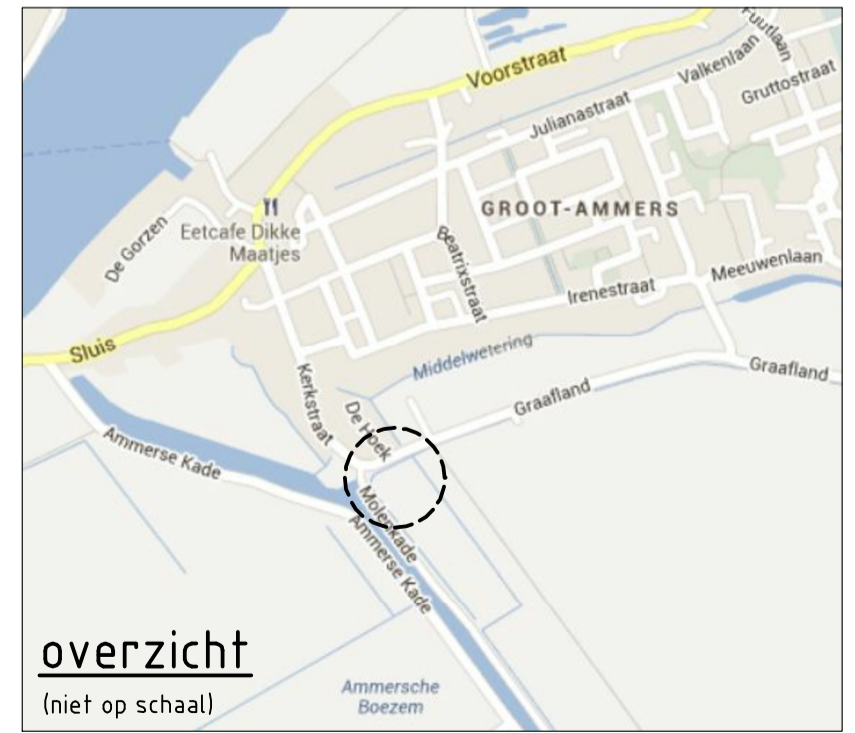 Fuutlaan
Voorstraat
Valkenlaan
Gruttostraat
Julianastraat
GROOT-AMMERS
Eetcafe Dikke
Maatjes
De Gorzen
Beatrixstraat
Meeuwenlaan
Irenestraat
Sluis
Middelwetering
Graafland
Graafland
Kerkstraat
De Hoek
Ammerse Kade
Molenkade
Ammerse Kade
overzicht
(niet op schaal)
Ammersche
Boezem